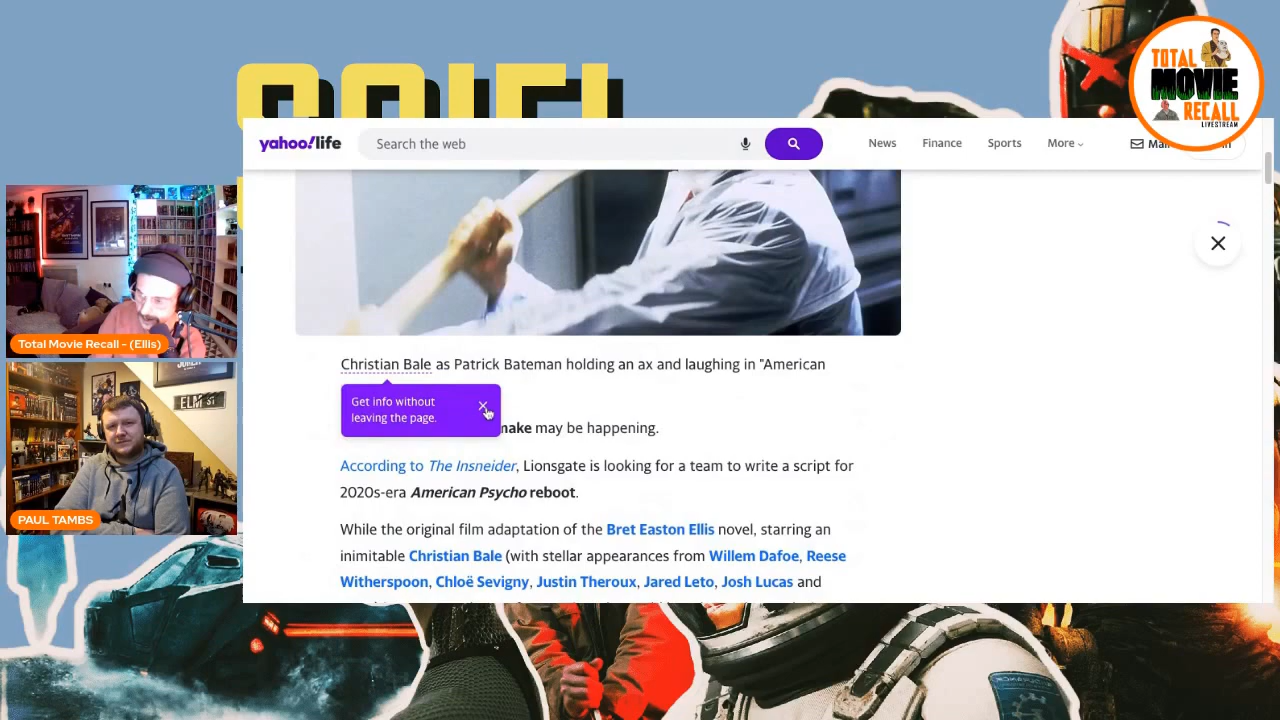 TOTAL
MOVIE
RECALL
LIVESTREAM
yahoo!life
Search the web
News
Finance
Sports
More
Christian Bale as Patrick Bateman holding an ax and laughing in "American
Get info without
leaving the page.
make may be happening.
According to The Insneider, Lionsgate is looking for a team to write a script for
2020s-era American Psycho reboot.
While the original film adaptation of the Bret Easton Ellis novel, starring an
inimitable Christian Bale (with stellar appearances from Willem Dafoe, Reese
Witherspoon, Chloë Sevigny, Justin Theroux, Jared Leto, Josh Lucas and
Total Movie Recall - (Ellis)
ELM ST
PAUL TAMBS